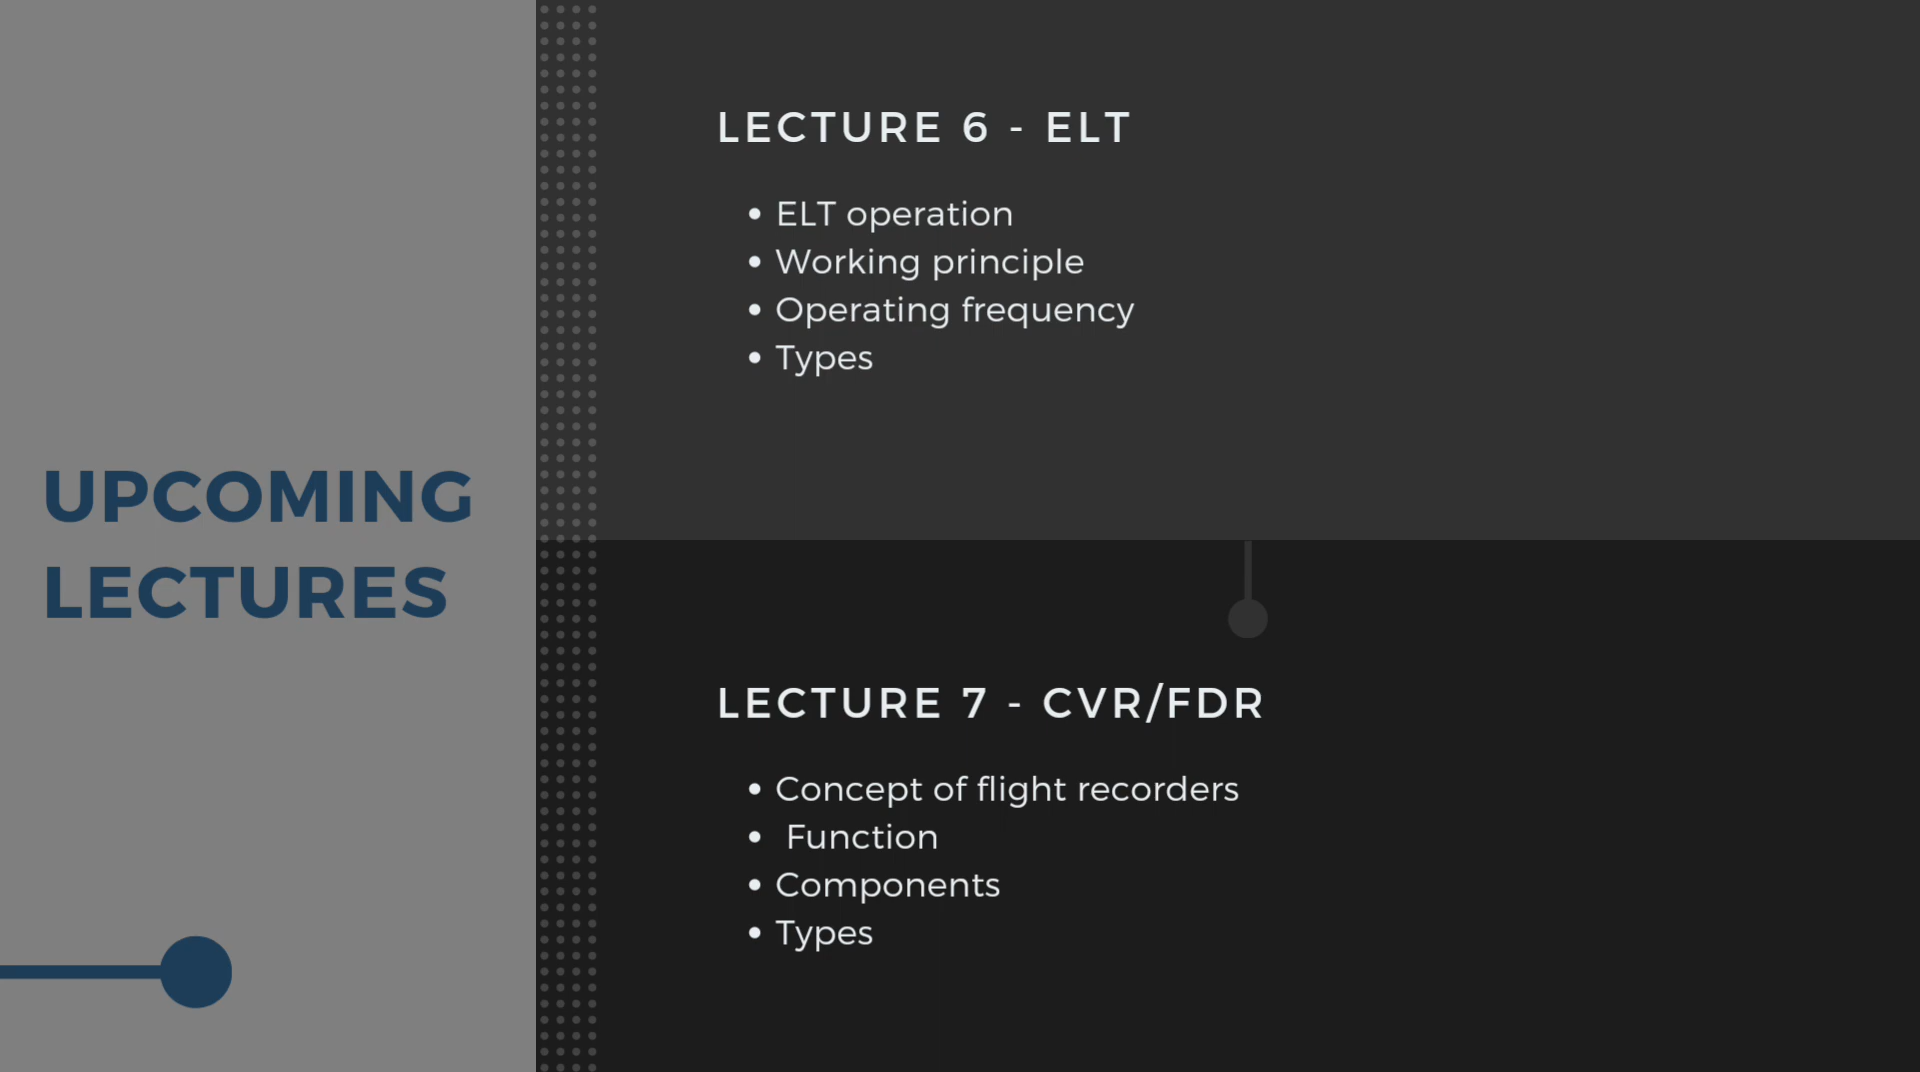 UPCOMING
LECTURES
LECTURE 6 - ELT
• ELT operation
• Working principle
• Operating frequency
• Types
LECTURE 7 - CVR/FDR
• Concept of flight recorders
• Function
• Components
• Types